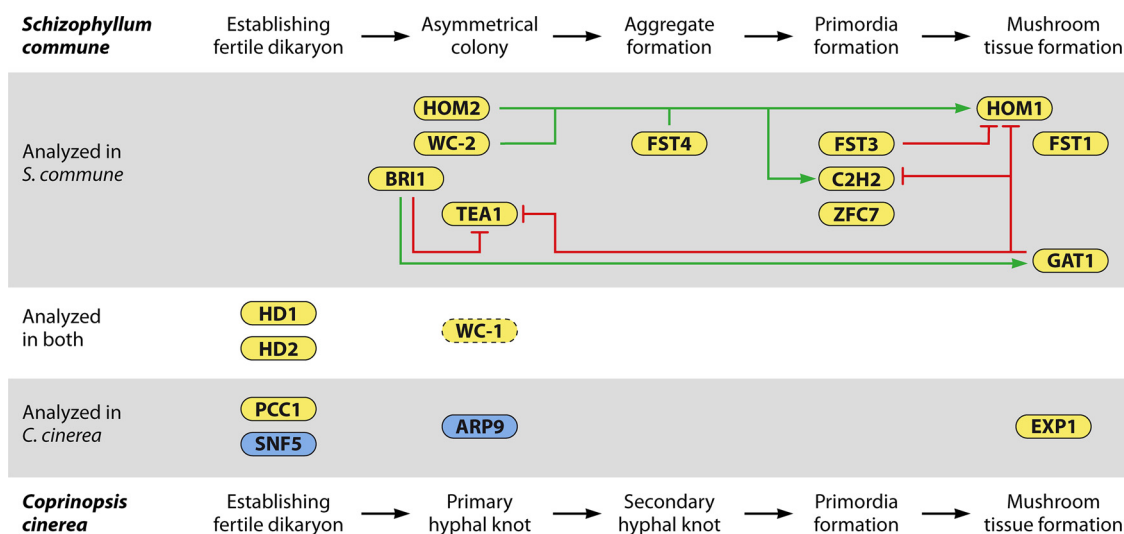 Schizophyllum
commune
Establishing
fertile dikaryon
Asymmetrical
colony
Aggregate
formation
Primordia
formation
Mushroom
tissue formation
Analyzed in
S. commune
HOM2
HOM1
WC-2
FST4
FST3
FST1
BRI1
C2H2
TEA1
ZFC7
GAT1
Analyzed
in both
HD1
HD2
WC-1
Analyzed in
C. cinerea
PCC1
SNF5
ARP9
EXP1
Coprinopsis
cinerea
Establishing
fertile dikaryon
Primary
hyphal knot
Secondary
hyphal knot
Primordia
formation
Mushroom
tissue formation